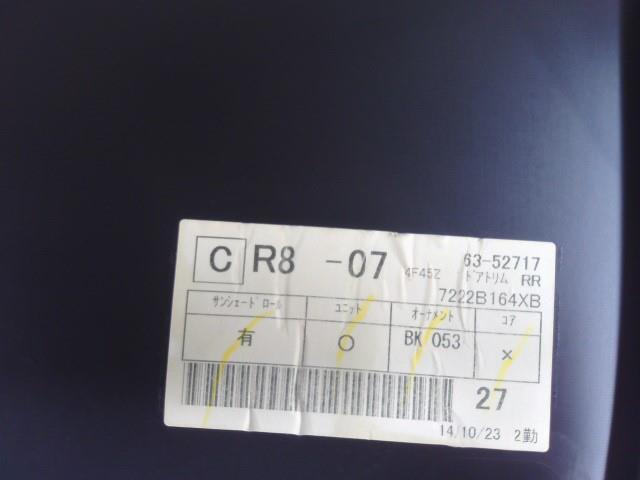 C R8 -07 4F45Z 63-52717
ドアトリム RR
7222B164XB
サンシェードロール ユニット オーナメント コア
有 ○ BK 053 ×
27
14/10/23 2勤